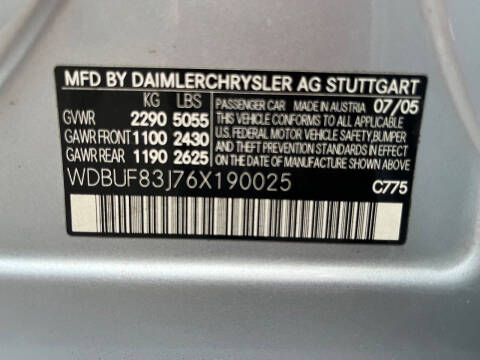 MFD BY DAIMLERCHRYSLER AG STUTTGART
KG LBS PASSENGER CAR MADE IN AUSTRIA 07/05
GVWR 2290 5055 THIS VEHICLE CONFORMS TO ALL APPLICABLE
GAWR FRONT 1100 2430 U.S. FEDERAL MOTOR VEHICLE SAFETY, BUMPER,
GAWR REAR 1190 2625 AND THEFT PREVENTION STANDARDS IN EFFECT
ON THE DATE OF MANUFACTURE SHOWN ABOVE.
WDBUF83J76X190025 C775